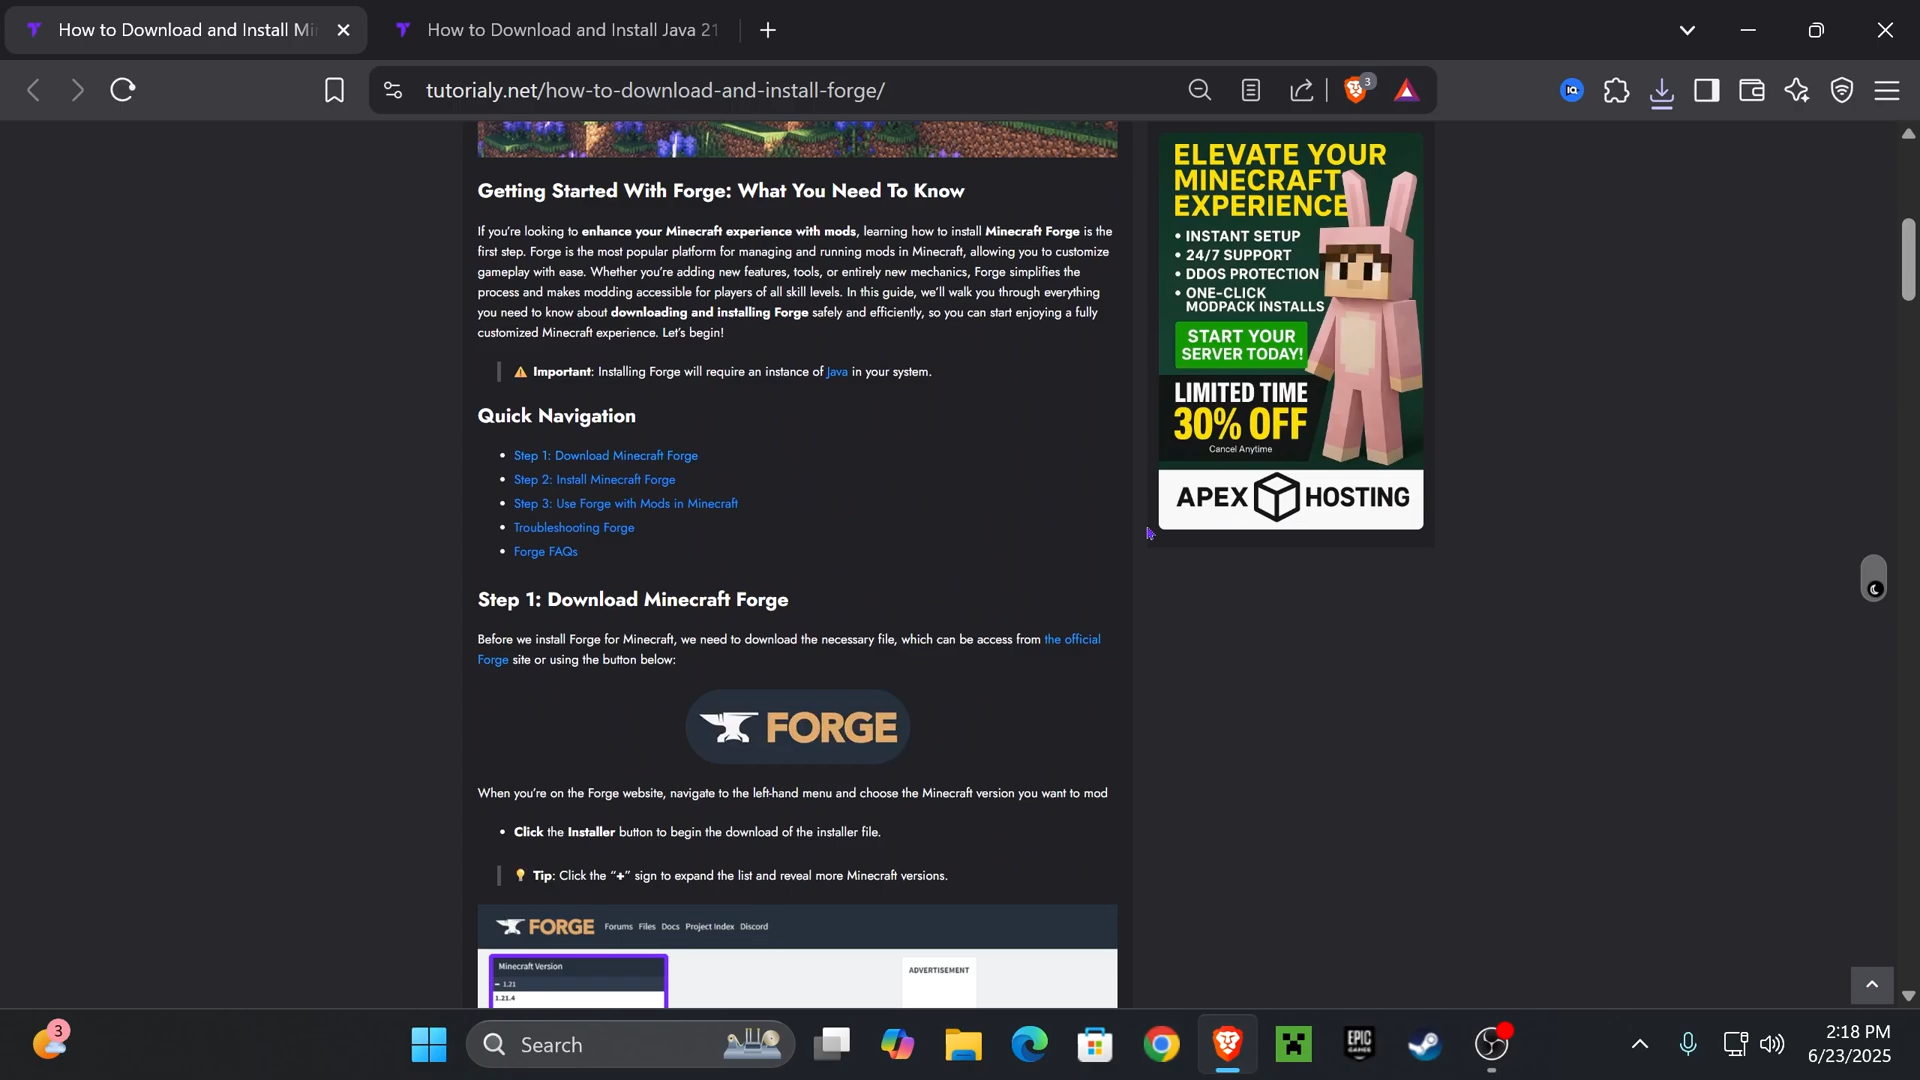 How to Download and Install Mi
How to Download and Install Java 21
tutorialy.net/how-to-download-and-install-forge/
3
IQ
Getting Started With Forge: What You Need To Know
If you're looking to enhance your Minecraft experience with mods, learning how to install Minecraft Forge is the
first step. Forge is the most popular platform for managing and running mods in Minecraft, allowing you to customize
gameplay with ease. Whether you're adding new features, tools, or entirely new mechanics, Forge simplifies the
process and makes modding accessible for players of all skill levels. In this guide, we'll walk you through everything
you need to know about downloading and installing Forge safely and efficiently, so you can start enjoying a fully
customized Minecraft experience. Let's begin!
⚠ Important: Installing Forge will require an instance of Java in your system.
Quick Navigation
• Step 1: Download Minecraft Forge
• Step 2: Install Minecraft Forge
• Step 3: Use Forge with Mods in Minecraft
• Troubleshooting Forge
• Forge FAQs
Step 1: Download Minecraft Forge
Before we install Forge for Minecraft, we need to download the necessary file, which can be access from the official
Forge site or using the button below:
FORGE
When you're on the Forge website, navigate to the left-hand menu and choose the Minecraft version you want to mod
• Click the Installer button to begin the download of the installer file.
💡 Tip: Click the "+" sign to expand the list and reveal more Minecraft versions.
FORGE Forums Files Docs Project Index Discord
Minecraft Version
– 1.21
1.21.4
ADVERTISEMENT
ELEVATE YOUR
MINECRAFT
EXPERIENCE
• INSTANT SETUP
• 24/7 SUPPORT
• DDOS PROTECTION
• ONE-CLICK
MODPACK INSTALLS
START YOUR
SERVER TODAY!
LIMITED TIME
30% OFF
Cancel Anytime
APEX HOSTING
3
Search
EPIC
GAMES
2:18 PM
6/23/2025